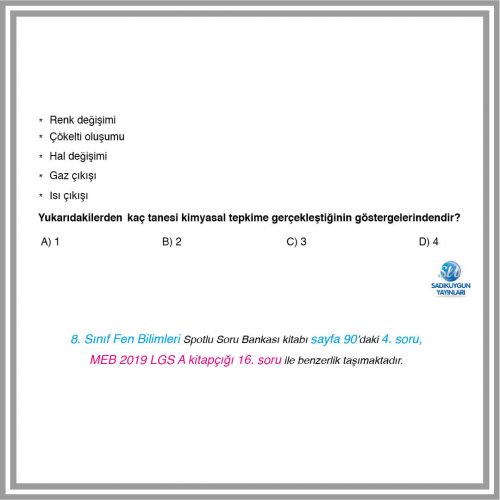 * Renk değişimi
* Çökelti oluşumu
* Hal değişimi
* Gaz çıkışı
* Isı çıkışı
Yukarıdakilerden kaç tanesi kimyasal tepkime gerçekleştiğinin göstergelerindendir?
A) 1 B) 2 C) 3 D) 4
SU
SADIKUYGUN
YAYINLARI
8. Sınıf Fen Bilimleri Spotlu Soru Bankası kitabı sayfa 90'daki 4. soru,
MEB 2019 LGS A kitapçığı 16. soru ile benzerlik taşımaktadır.